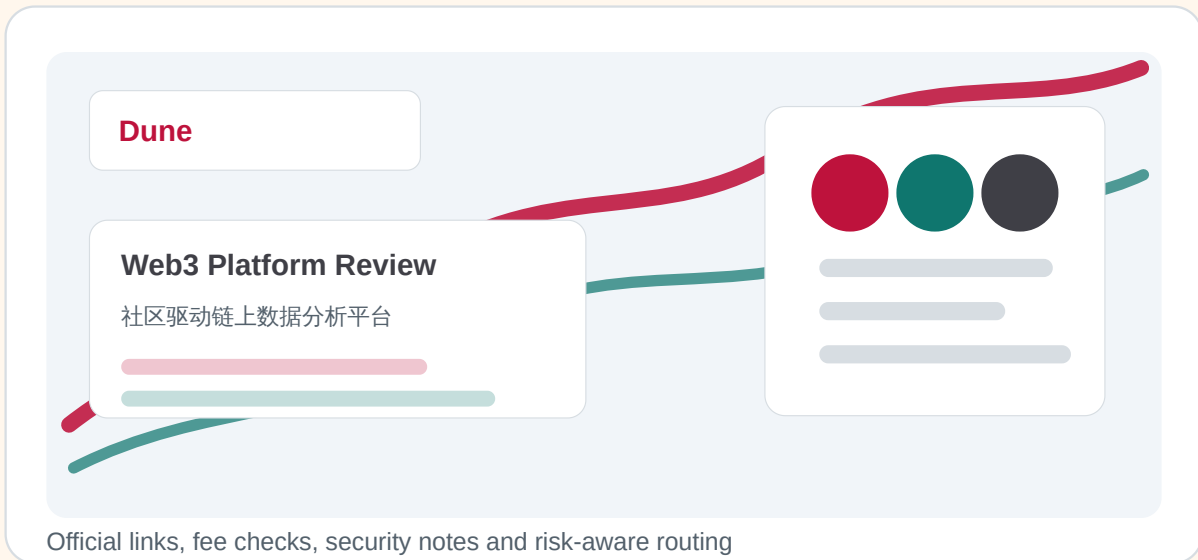 Dune
Web3 Platform Review
社区驱动链上数据分析平台
Official links, fee checks, security notes and risk-aware routing